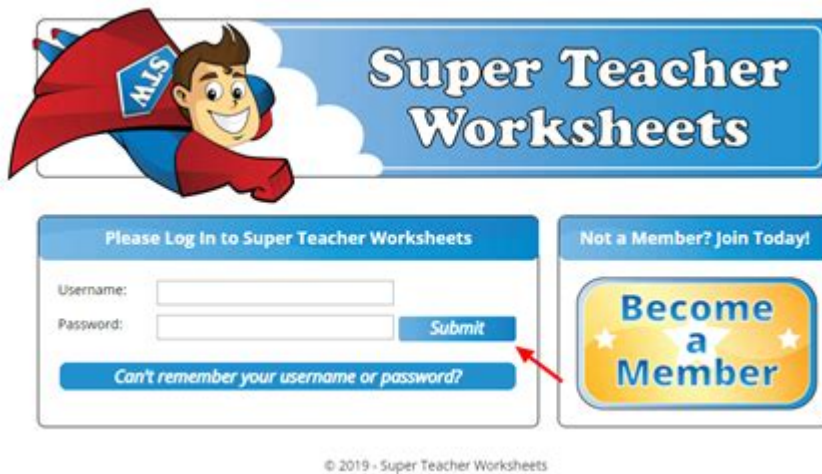 STW
Super Teacher
Worksheets
Please Log In to Super Teacher Worksheets
Username:
Password:
Submit
Can't remember your username or password?
Not a Member? Join Today!
Become
a
Member
© 2019 - Super Teacher Worksheets